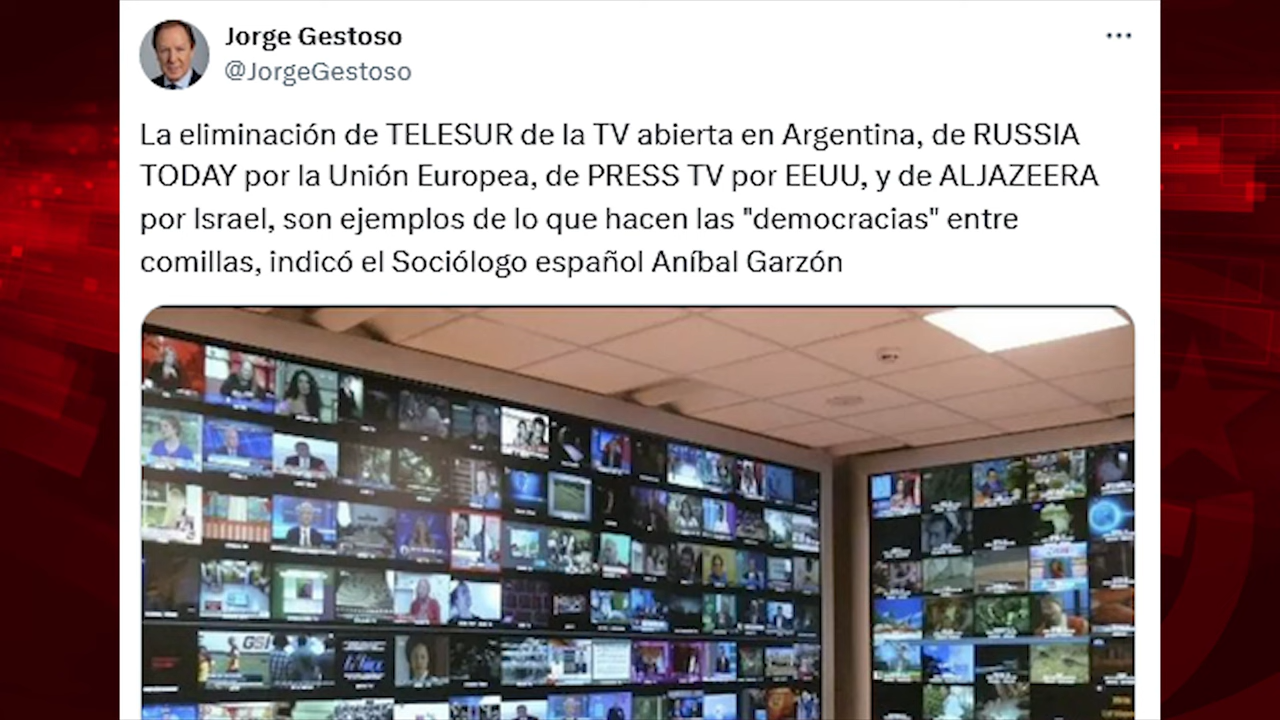 Jorge Gestoso
@JorgeGestoso
La eliminación de TELESUR de la TV abierta en Argentina, de RUSSIA
TODAY por la Unión Europea, de PRESS TV por EEUU, y de ALJAZEERA
por Israel, son ejemplos de lo que hacen las "democracias" entre
comillas, indicó el Sociólogo español Aníbal Garzón